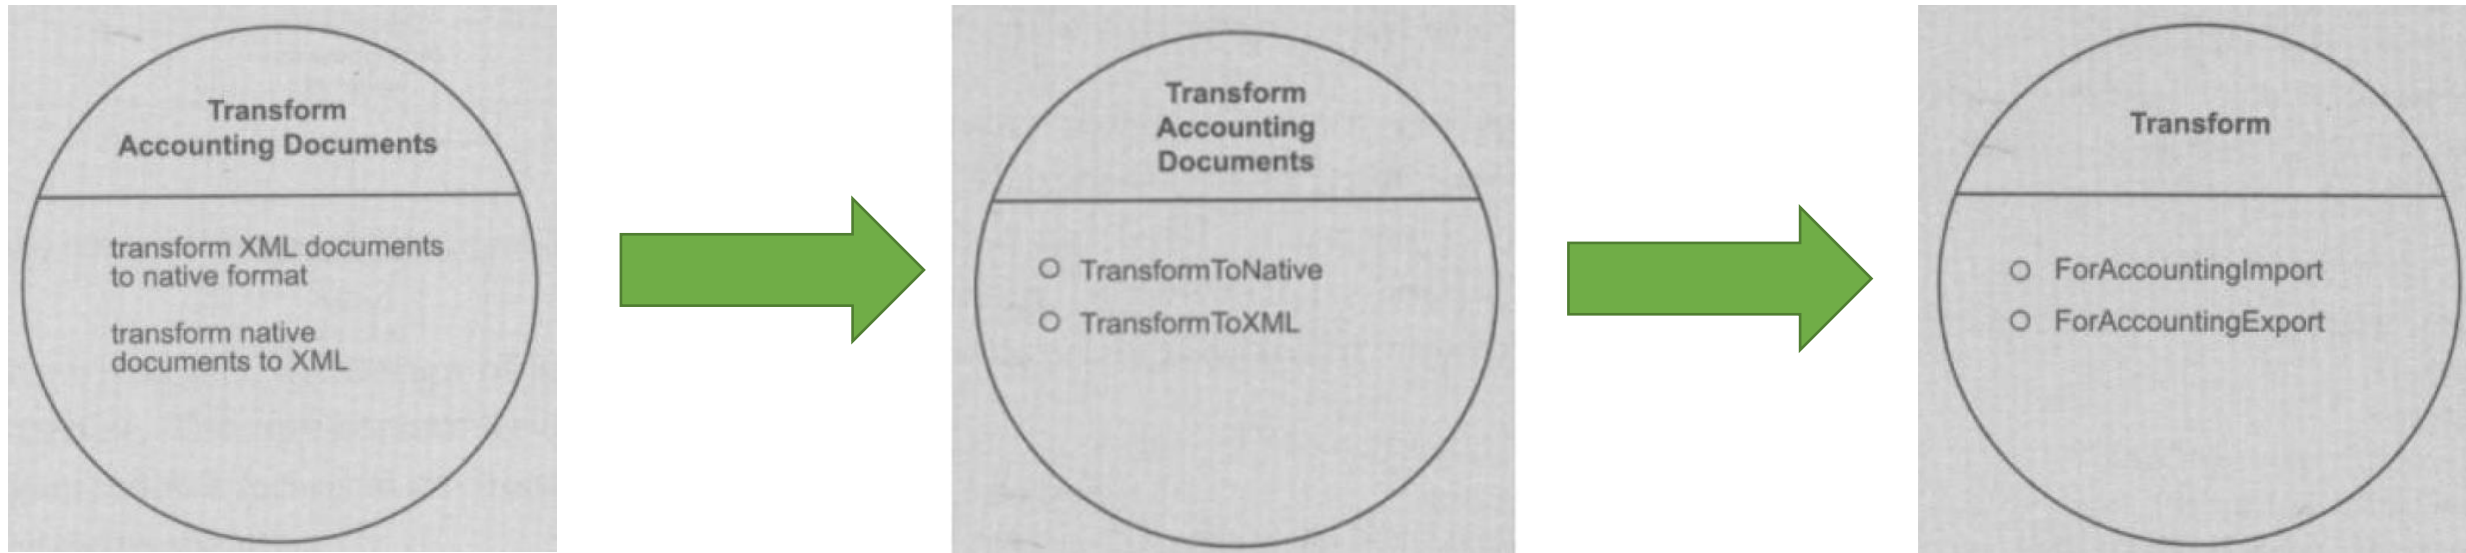 Transform
Accounting Documents
transform XML documents
to native format
transform native
documents to XML
Transform
Accounting
Documents
TransformToNative
TransformToXML
Transform
ForAccountingImport
ForAccountingExport